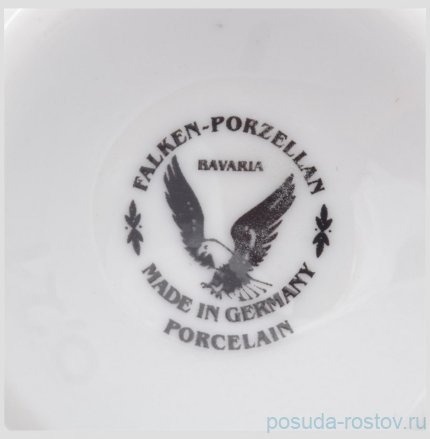 FALKEN-PORZELLAN
BAVARIA
MADE IN GERMANY
PORCELAIN
posuda-rostov.ru